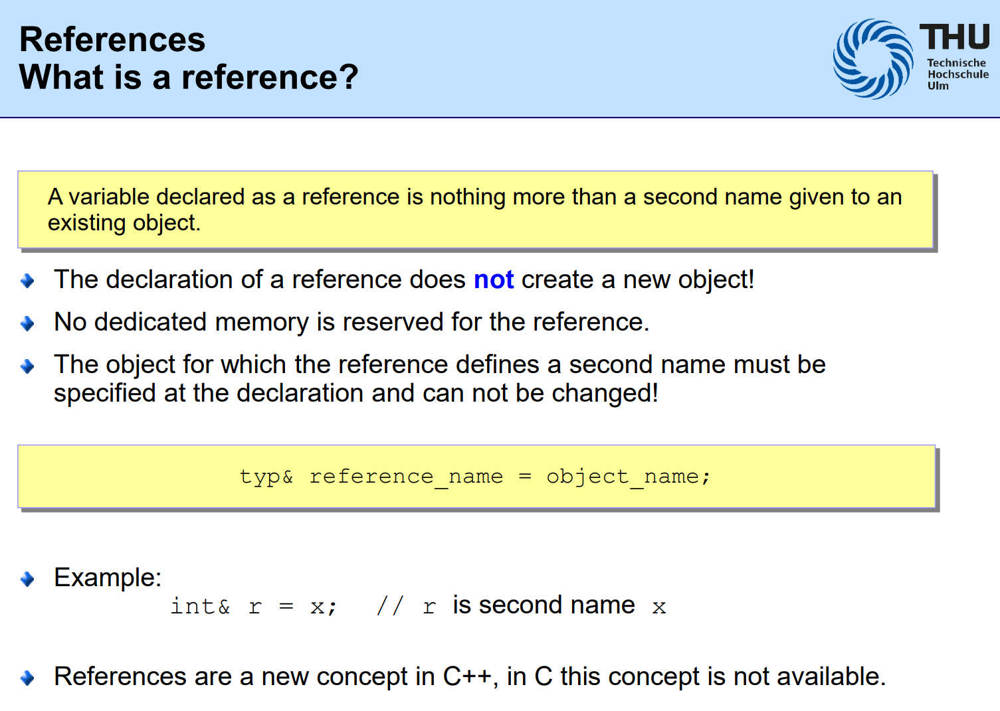 References
What is a reference?
THU
Technische
Hochschule
Ulm
A variable declared as a reference is nothing more than a second name given to an
existing object.
The declaration of a reference does not create a new object!
No dedicated memory is reserved for the reference.
The object for which the reference defines a second name must be
specified at the declaration and can not be changed!
typ& reference_name = object_name;
Example:
int& r = x; // r is second name x
References are a new concept in C++, in C this concept is not available.